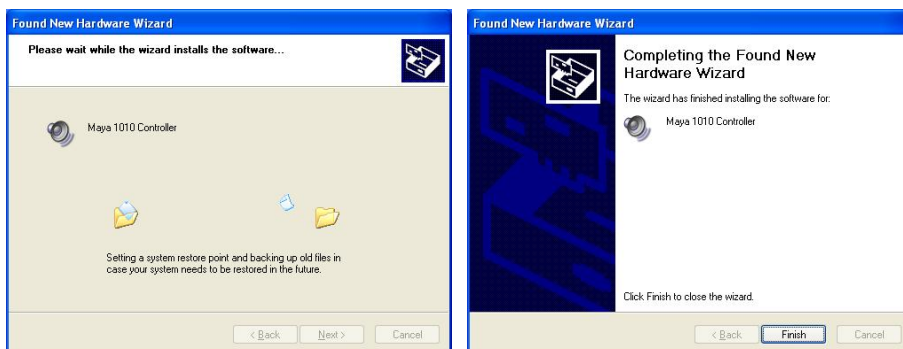 Found New Hardware Wizard
Please wait while the wizard installs the software...
Maya 1010 Controller
Setting a system restore point and backing up old files in
case your system needs to be restored in the future.
< Back
Next >
Cancel
Found New Hardware Wizard
Completing the Found New
Hardware Wizard
The wizard has finished installing the software for:
Maya 1010 Controller
Click Finish to close the wizard.
< Back
Finish
Cancel